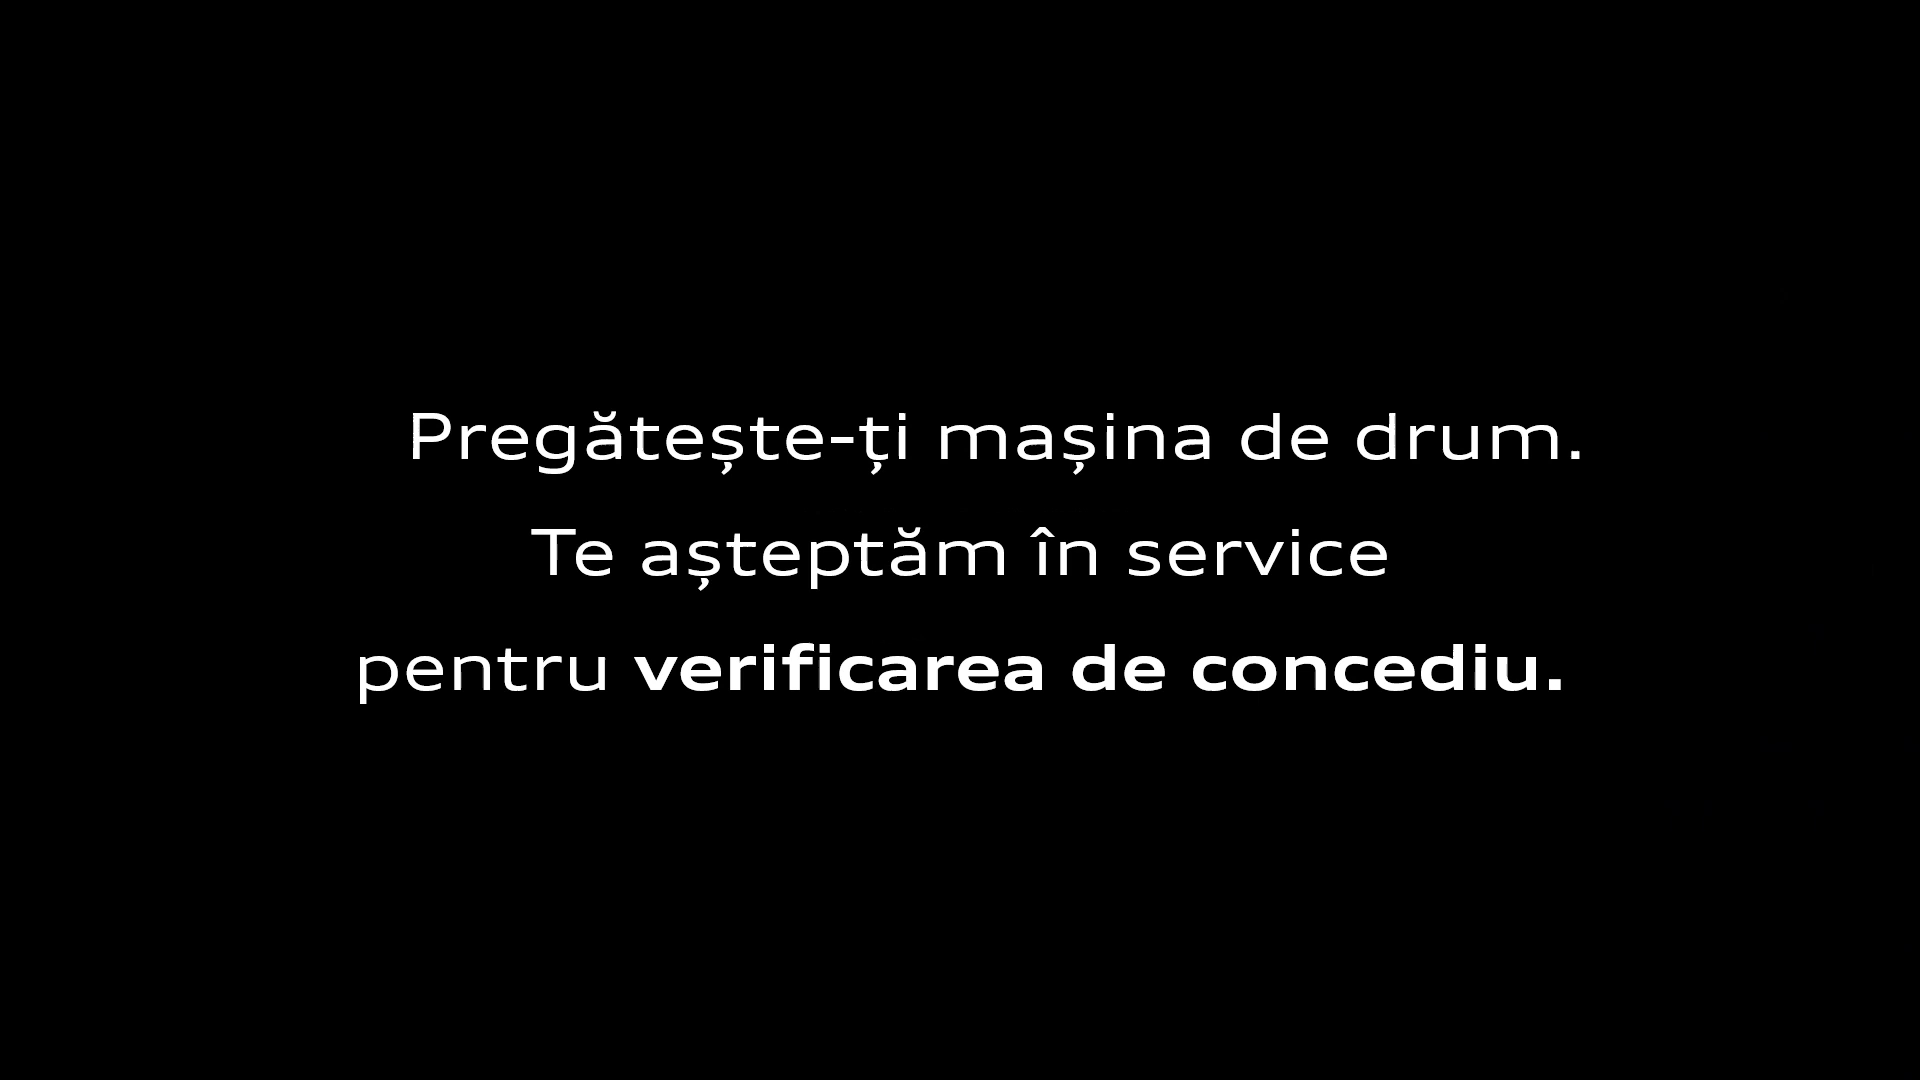 Pregătește-ți mașina de drum.
Te așteptăm în service
pentru verificarea de concediu.